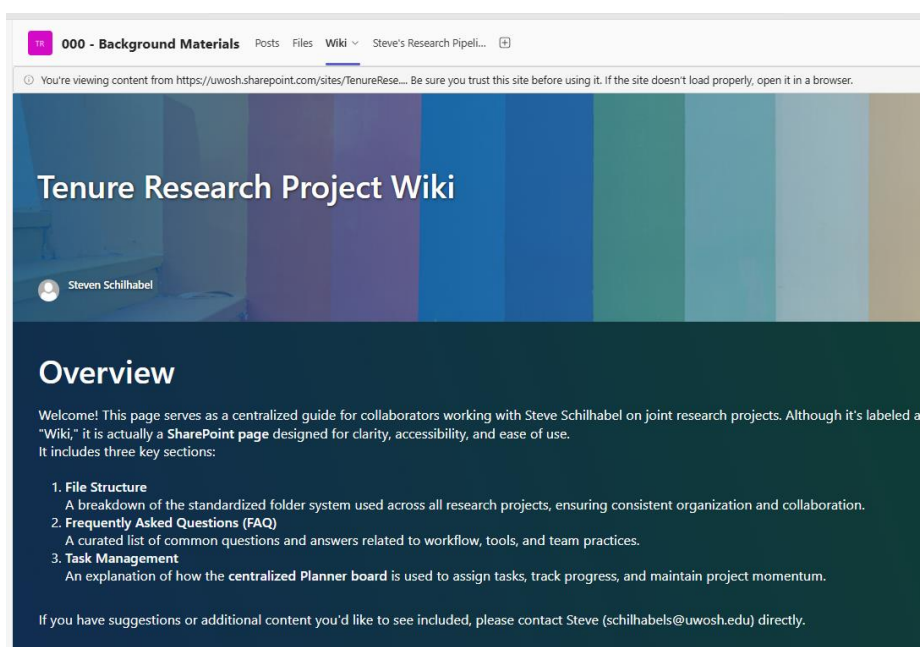 TR 000 - Background Materials Posts Files Wiki Steve's Research Pipeli...
You're viewing content from https://uwosh.sharepoint.com/sites/TenureRese.... Be sure you trust this site before using it. If the site doesn't load properly, open it in a browser.
Tenure Research Project Wiki
Steven Schilhabel
Overview
Welcome! This page serves as a centralized guide for collaborators working with Steve Schilhabel on joint research projects. Although it's labeled a
"Wiki," it is actually a SharePoint page designed for clarity, accessibility, and ease of use.
It includes three key sections:
1. File Structure
A breakdown of the standardized folder system used across all research projects, ensuring consistent organization and collaboration.
2. Frequently Asked Questions (FAQ)
A curated list of common questions and answers related to workflow, tools, and team practices.
3. Task Management
An explanation of how the centralized Planner board is used to assign tasks, track progress, and maintain project momentum.
If you have suggestions or additional content you'd like to see included, please contact Steve (schilhabels@uwosh.edu) directly.